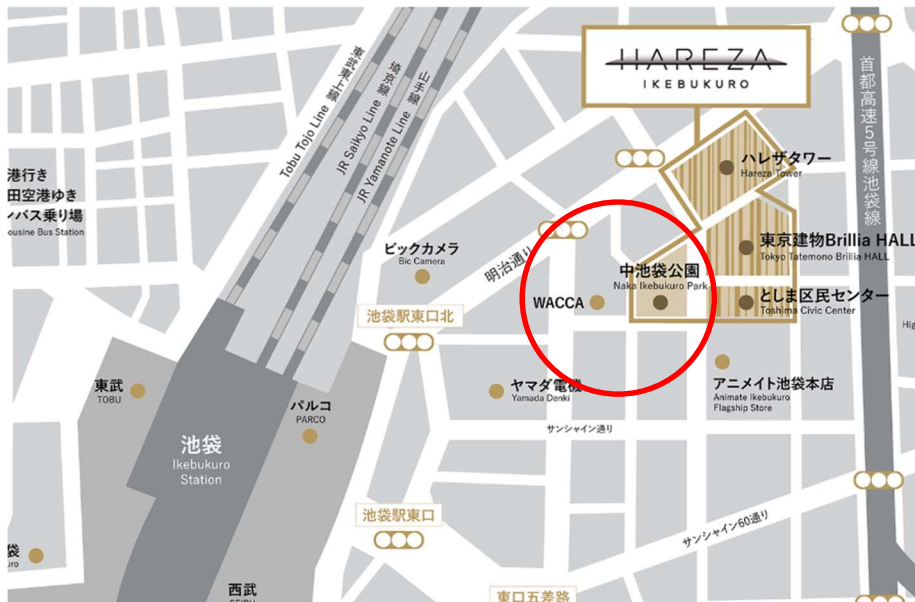 HAREZA
IKEBUKURO
首都高速5号線池袋線
東武東上線
Tobu Tojo Line
埼京線
JR Saikyo Line
山手線
JR Yamanote Line
ハレザタワー
Hareza Tower
港行き
田空港ゆき
ンバス乗り場
ousine Bus Station
ビックカメラ
Bic Camera
明治通り
東京建物Brillia HALL
Tokyo Tatemono Brillia HALL
中池袋公園
Naka Ikebukuro Park
WACCA
としま区民センター
Toshima Civic Center
池袋駅東口北
Hig
東武
TOBU
ヤマダ電機
Yamada Denki
アニメイト池袋本店
Animate Ikebukuro
Flagship Store
パルコ
PARCO
サンシャイン通り
池袋
Ikebukuro
Station
池袋駅東口
サンシャイン60通り
袋
uro
西武
SEIBU
東口五差路